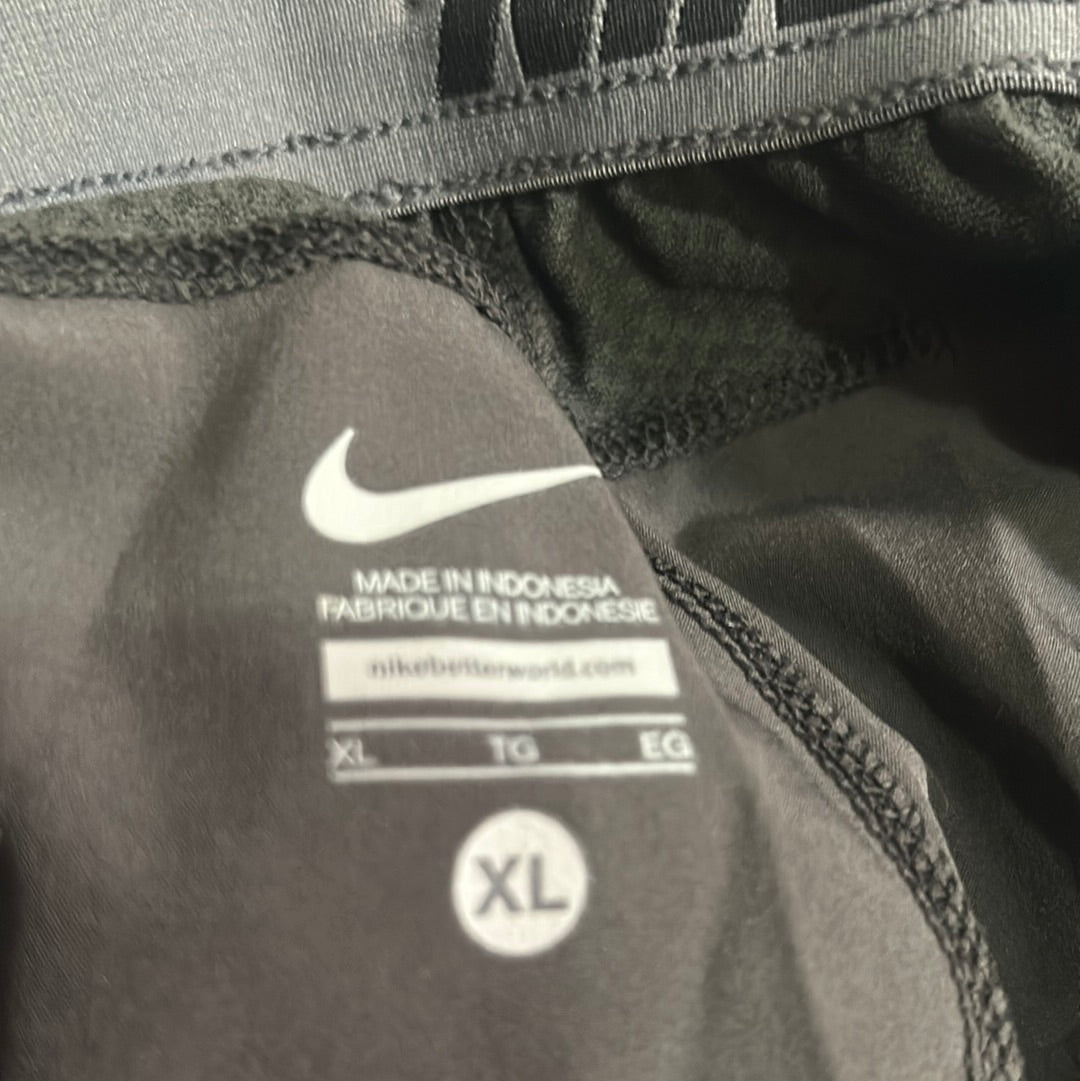 MADE IN INDONESIA
FABRIQUE EN INDONESIE
nikebetterworld.com
XL TG EG
XL